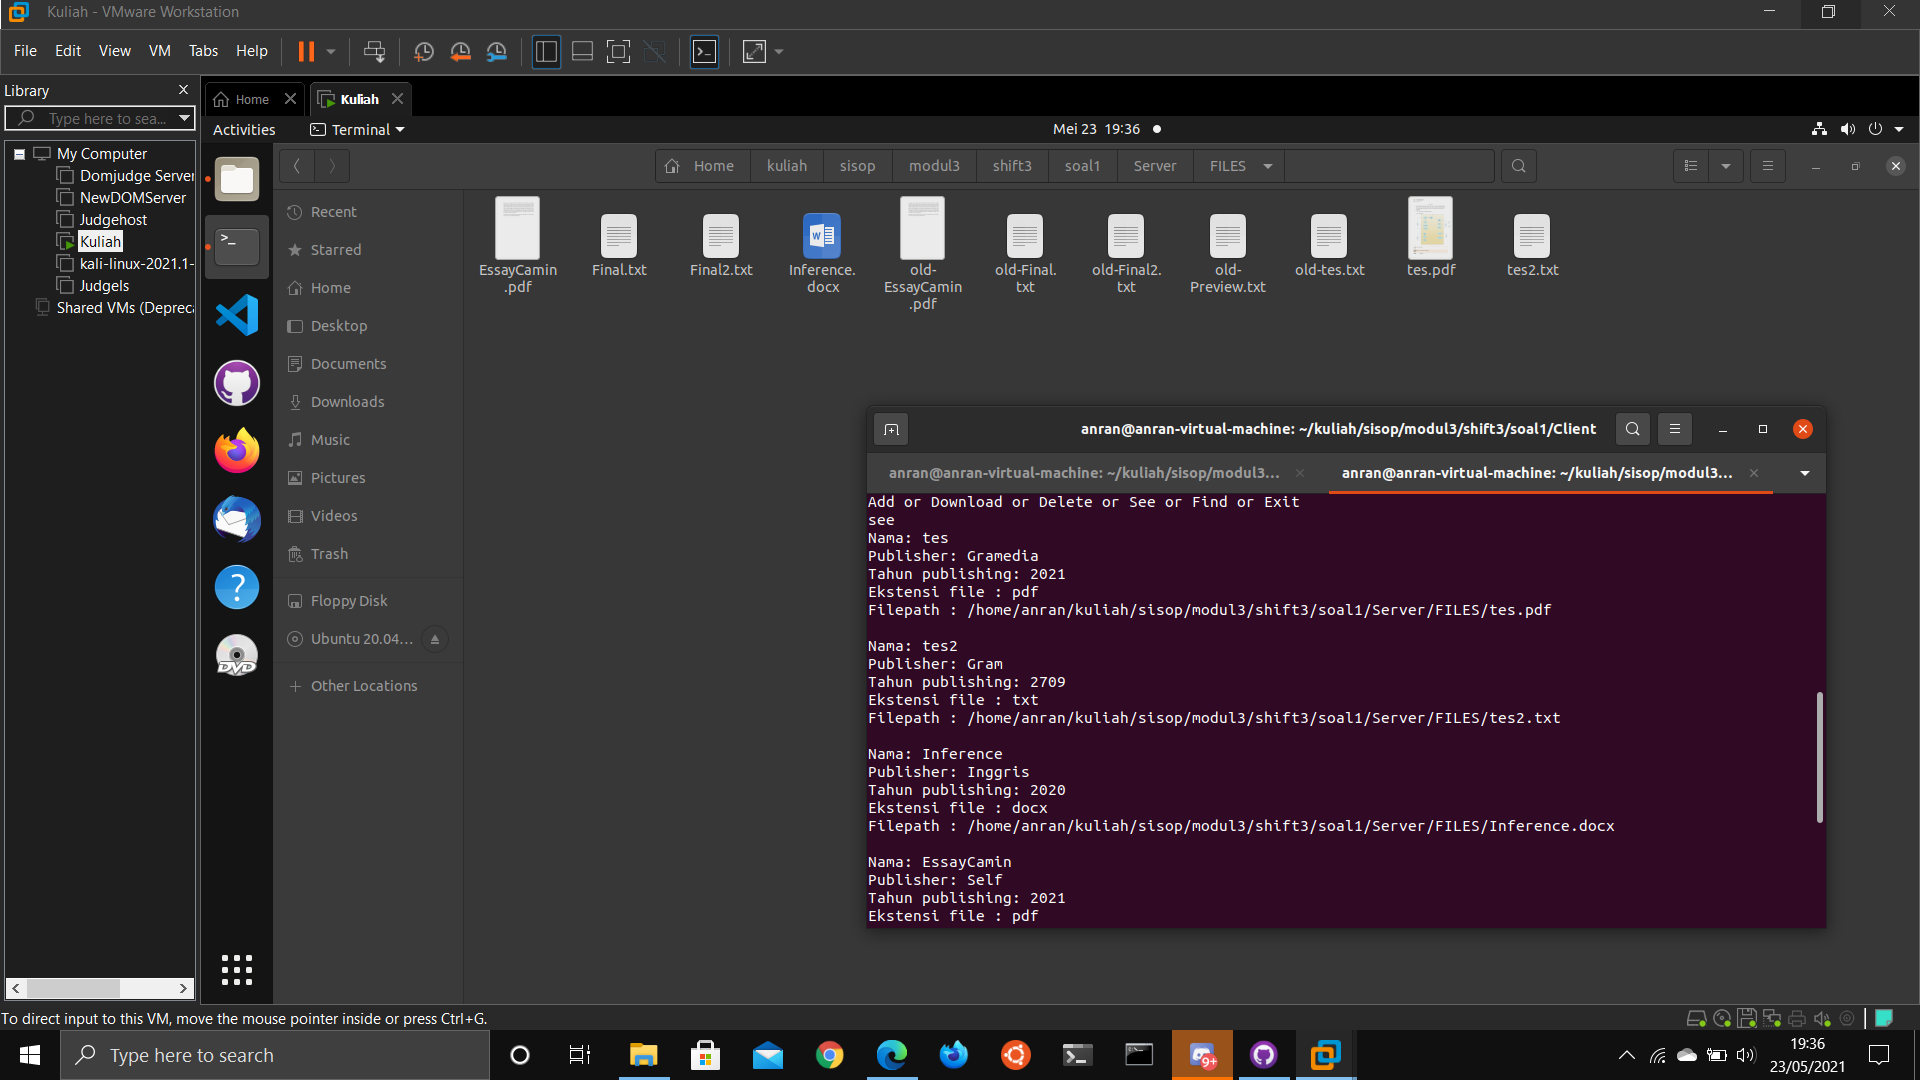 Kuliah - VMware Workstation
File Edit View VM Tabs Help
Library
Type here to sea...
My Computer
Domjudge Server
NewDOMServer
Judgehost
Kuliah
kali-linux-2021.1-
Judgels
Shared VMs (Depreca
Home Kuliah
Activities Terminal Mei 23 19:36
Home kuliah sisop modul3 shift3 soal1 Server FILES
Recent
Starred
Home
Desktop
Documents
Downloads
Music
Pictures
Videos
Trash
Floppy Disk
Ubuntu 20.04...
Other Locations
EssayCamin
.pdf
Final.txt
Final2.txt
Inference.
docx
old-
EssayCamin
.pdf
old-Final.
txt
old-Final2.
txt
old-
Preview.txt
old-tes.txt
tes.pdf
tes2.txt
anran@anran-virtual-machine: ~/kuliah/sisop/modul3/shift3/soal1/Client
anran@anran-virtual-machine: ~/kuliah/sisop/modul3... anran@anran-virtual-machine: ~/kuliah/sisop/modul3...
Add or Download or Delete or See or Find or Exit
see
Nama: tes
Publisher: Gramedia
Tahun publishing: 2021
Ekstensi file : pdf
Filepath : /home/anran/kuliah/sisop/modul3/shift3/soal1/Server/FILES/tes.pdf
Nama: tes2
Publisher: Gram
Tahun publishing: 2709
Ekstensi file : txt
Filepath : /home/anran/kuliah/sisop/modul3/shift3/soal1/Server/FILES/tes2.txt
Nama: Inference
Publisher: Inggris
Tahun publishing: 2020
Ekstensi file : docx
Filepath : /home/anran/kuliah/sisop/modul3/shift3/soal1/Server/FILES/Inference.docx
Nama: EssayCamin
Publisher: Self
Tahun publishing: 2021
Ekstensi file : pdf
DVD
To direct input to this VM, move the mouse pointer inside or press Ctrl+G.
Type here to search
9+
19:36
23/05/2021